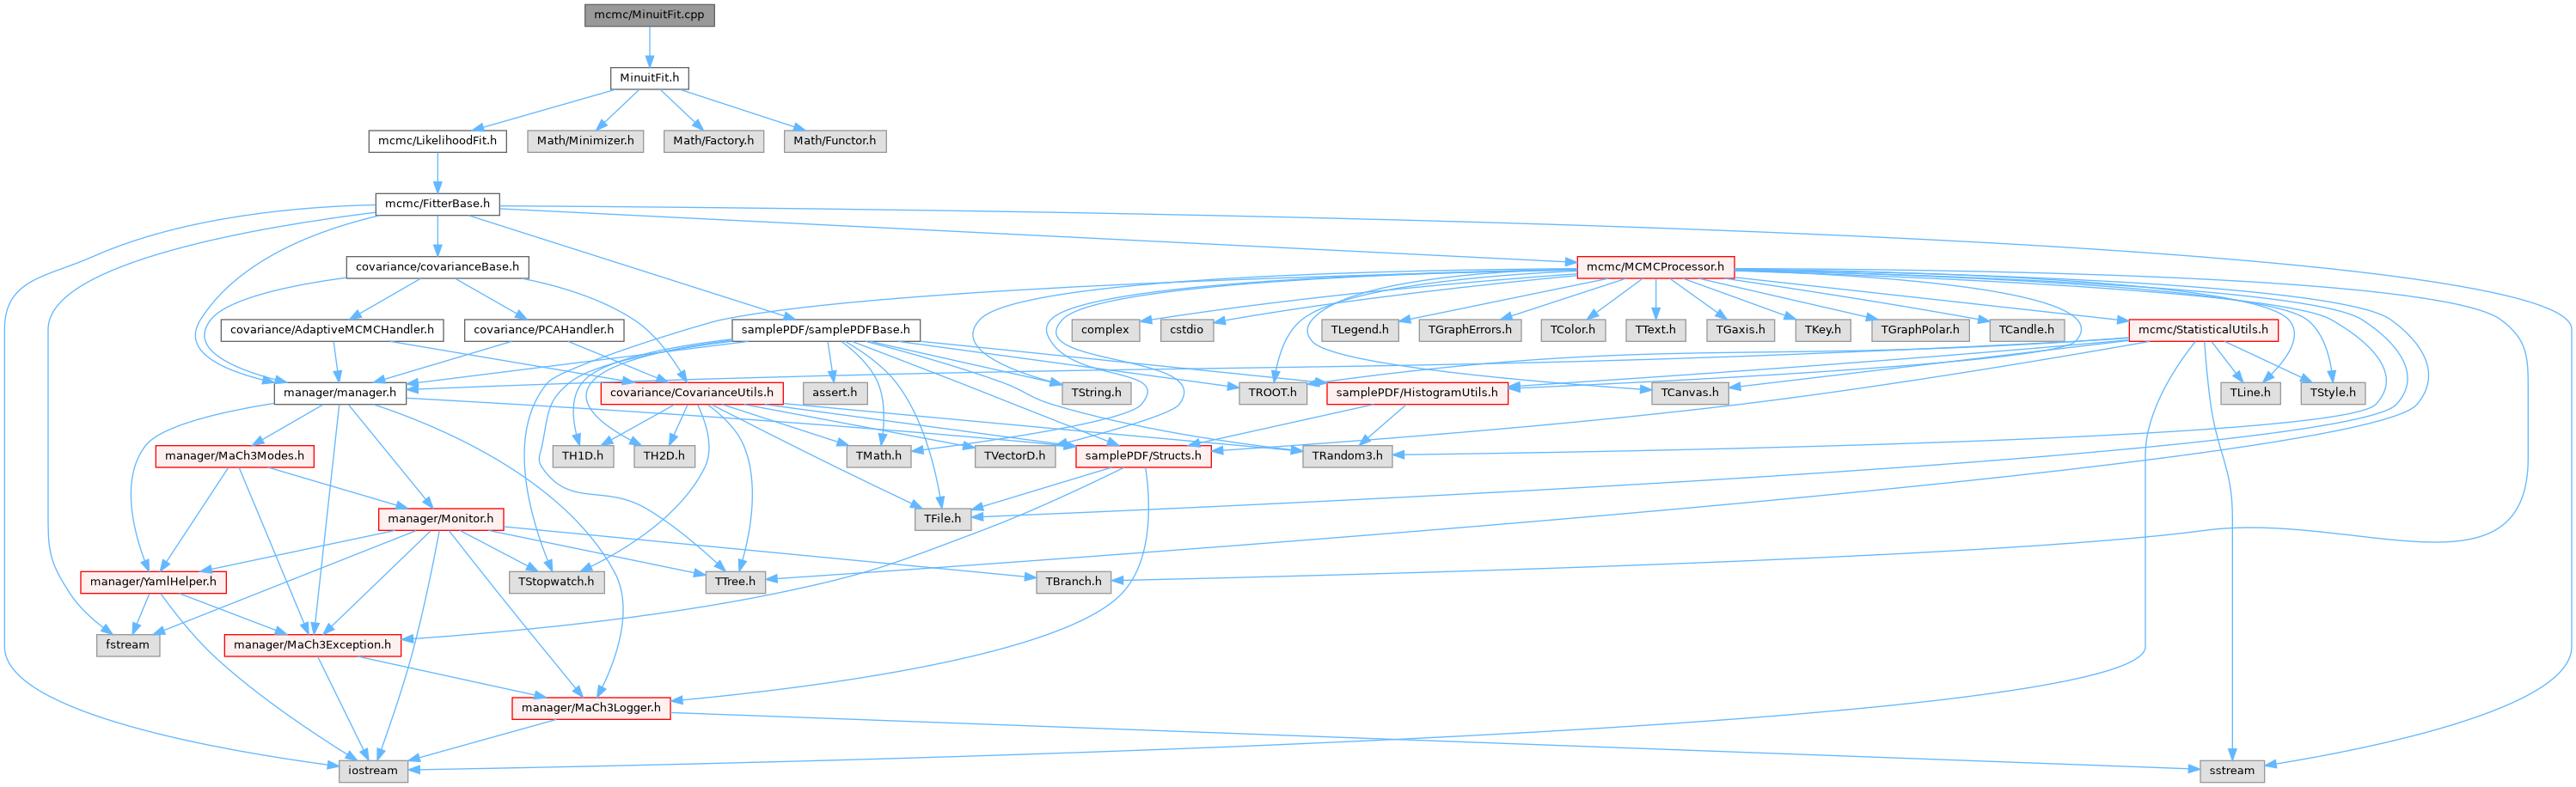 mcmc/MinuitFit.cpp
MinuitFit.h
mcmc/LikelihoodFit.h
Math/Minimizer.h
Math/Factory.h
Math/Functor.h
mcmc/FitterBase.h
covariance/covarianceBase.h
mcmc/MCMCProcessor.h
covariance/AdaptiveMCMCHandler.h
covariance/PCAHandler.h
samplePDF/samplePDFBase.h
complex
cstdio
TLegend.h
TGraphErrors.h
TColor.h
TText.h
TGaxis.h
TKey.h
TGraphPolar.h
TCandle.h
mcmc/StatisticalUtils.h
manager/manager.h
covariance/CovarianceUtils.h
assert.h
TString.h
TROOT.h
samplePDF/HistogramUtils.h
TCanvas.h
TLine.h
TStyle.h
manager/MaCh3Modes.h
TH1D.h
TH2D.h
TMath.h
TVectorD.h
samplePDF/Structs.h
TRandom3.h
manager/Monitor.h
TFile.h
manager/YamlHelper.h
TStopwatch.h
TTree.h
TBranch.h
fstream
manager/MaCh3Exception.h
manager/MaCh3Logger.h
iostream
sstream